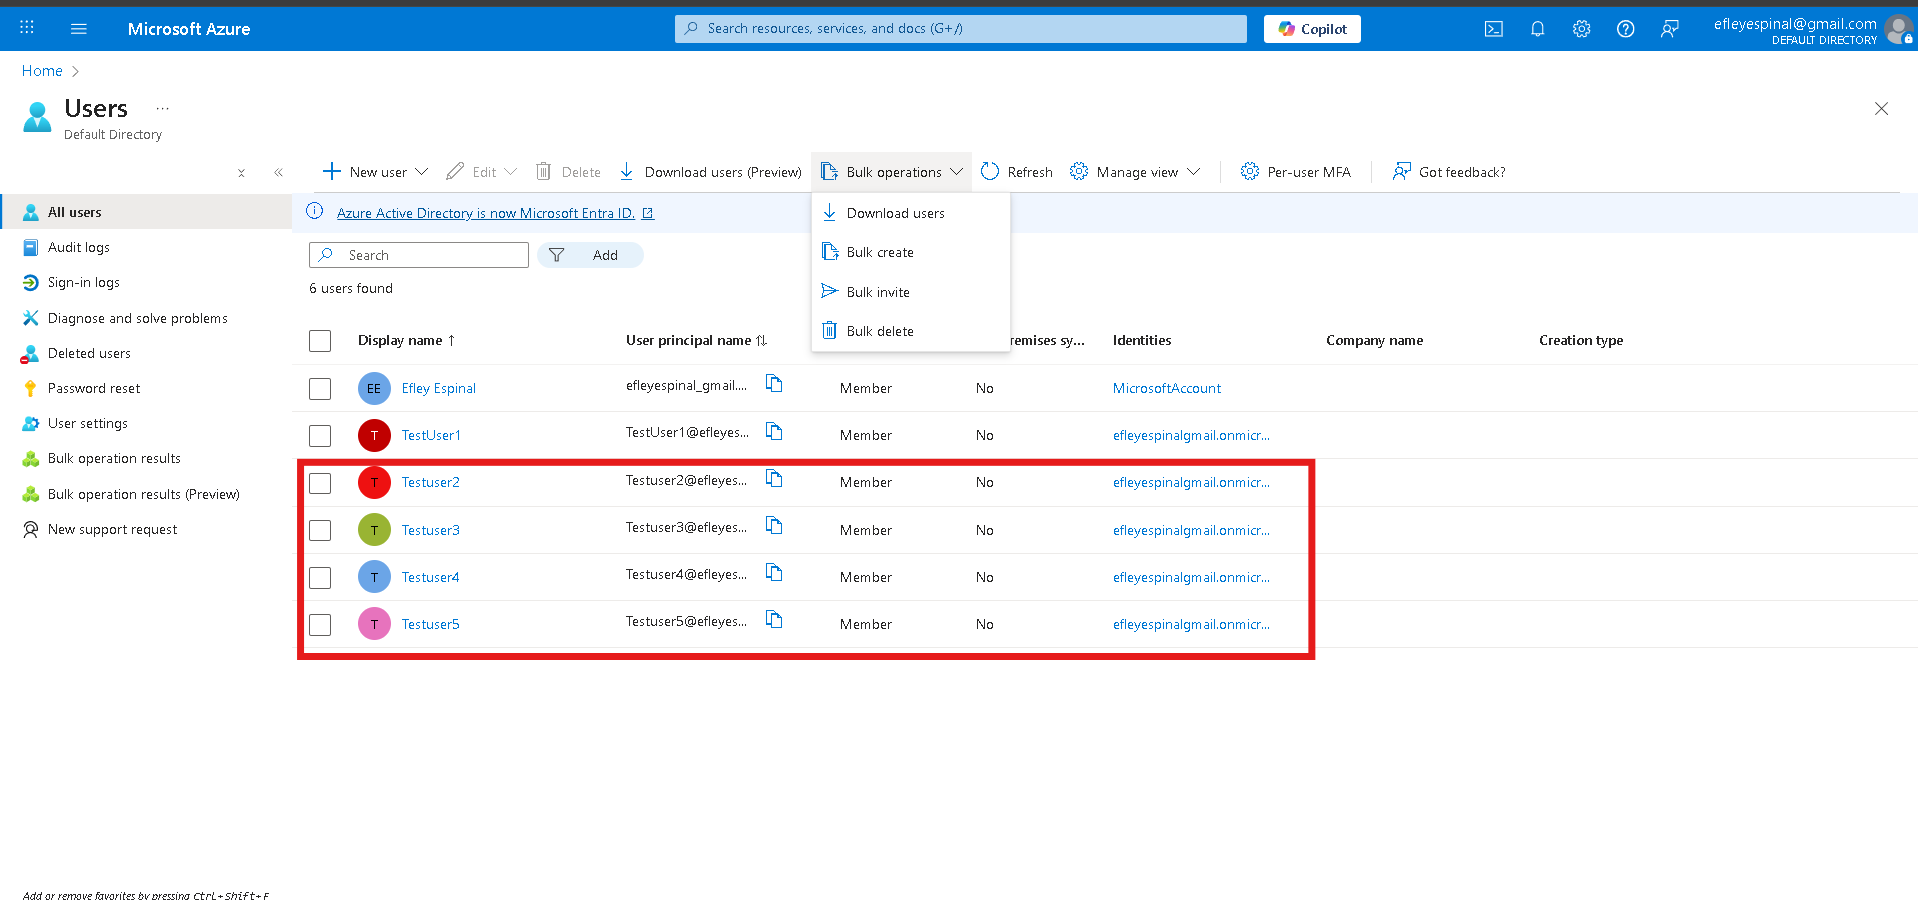 Microsoft Azure Search resources, services, and docs (G+/) Copilot efleyespinal@gmail.com
DEFAULT DIRECTORY
Home
Users ...
Default Directory
New user Edit Delete Download users (Preview) Bulk operations Refresh Manage view Per-user MFA Got feedback?
All users
Audit logs
Sign-in logs
Diagnose and solve problems
Deleted users
Password reset
User settings
Bulk operation results
Bulk operation results (Preview)
New support request
Azure Active Directory is now Microsoft Entra ID.
Download users
Bulk create
Bulk invite
Bulk delete
Search Add
6 users found
Display name ↑ User principal name remises sy... Identities Company name Creation type
EE Efley Espinal efleyespinal_gmail.... Member No MicrosoftAccount
T TestUser1 TestUser1@efleyes... Member No efleyespinalgmail.onmicr...
T Testuser2 Testuser2@efleyes... Member No efleyespinalgmail.onmicr...
T Testuser3 Testuser3@efleyes... Member No efleyespinalgmail.onmicr...
T Testuser4 Testuser4@efleyes... Member No efleyespinalgmail.onmicr...
T Testuser5 Testuser5@efleyes... Member No efleyespinalgmail.onmicr...
Add or remove favorites by pressing Ctrl+Shift+F